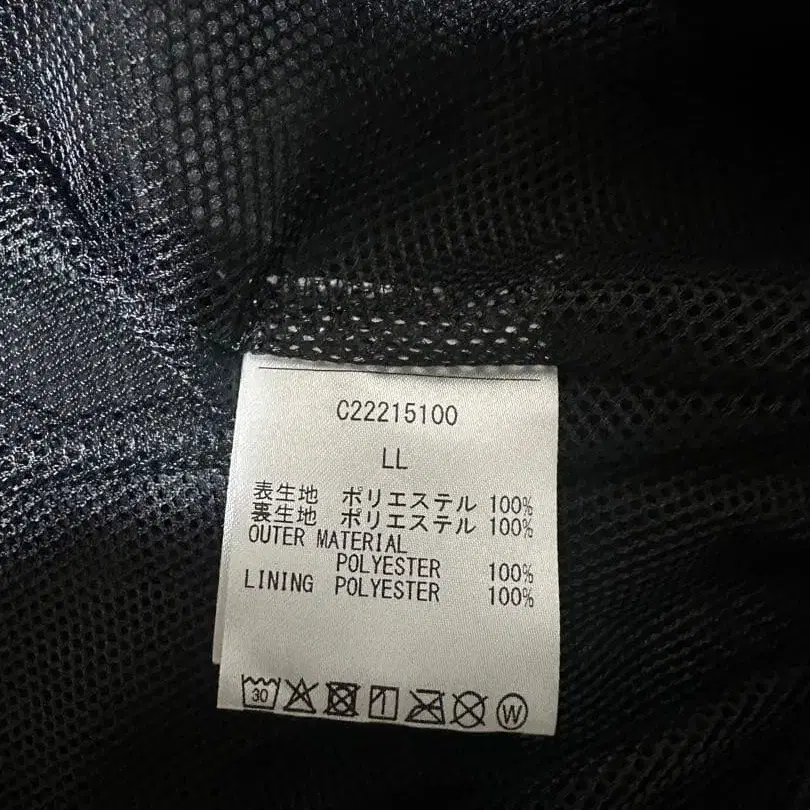 C22215100
LL
表生地 ポリエステル 100%
裏生地 ポリエステル 100%
OUTER MATERIAL
POLYESTER 100%
LINING POLYESTER 100%
30
W